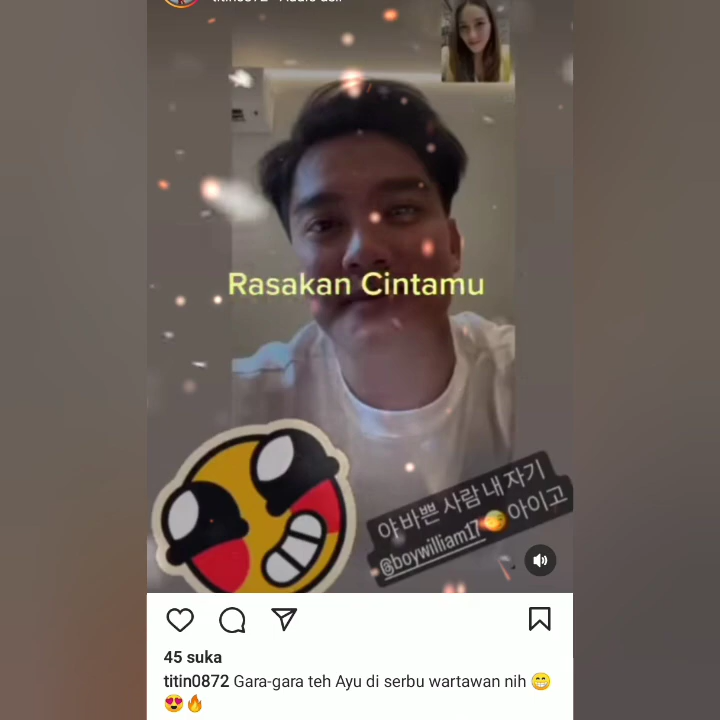 Rasakan Cintamu
야 바쁜 사람 내 자기
@boywilliam17 아이고
45 suka
titin0872 Gara-gara teh Ayu di serbu wartawan nih 😁
😍🔥